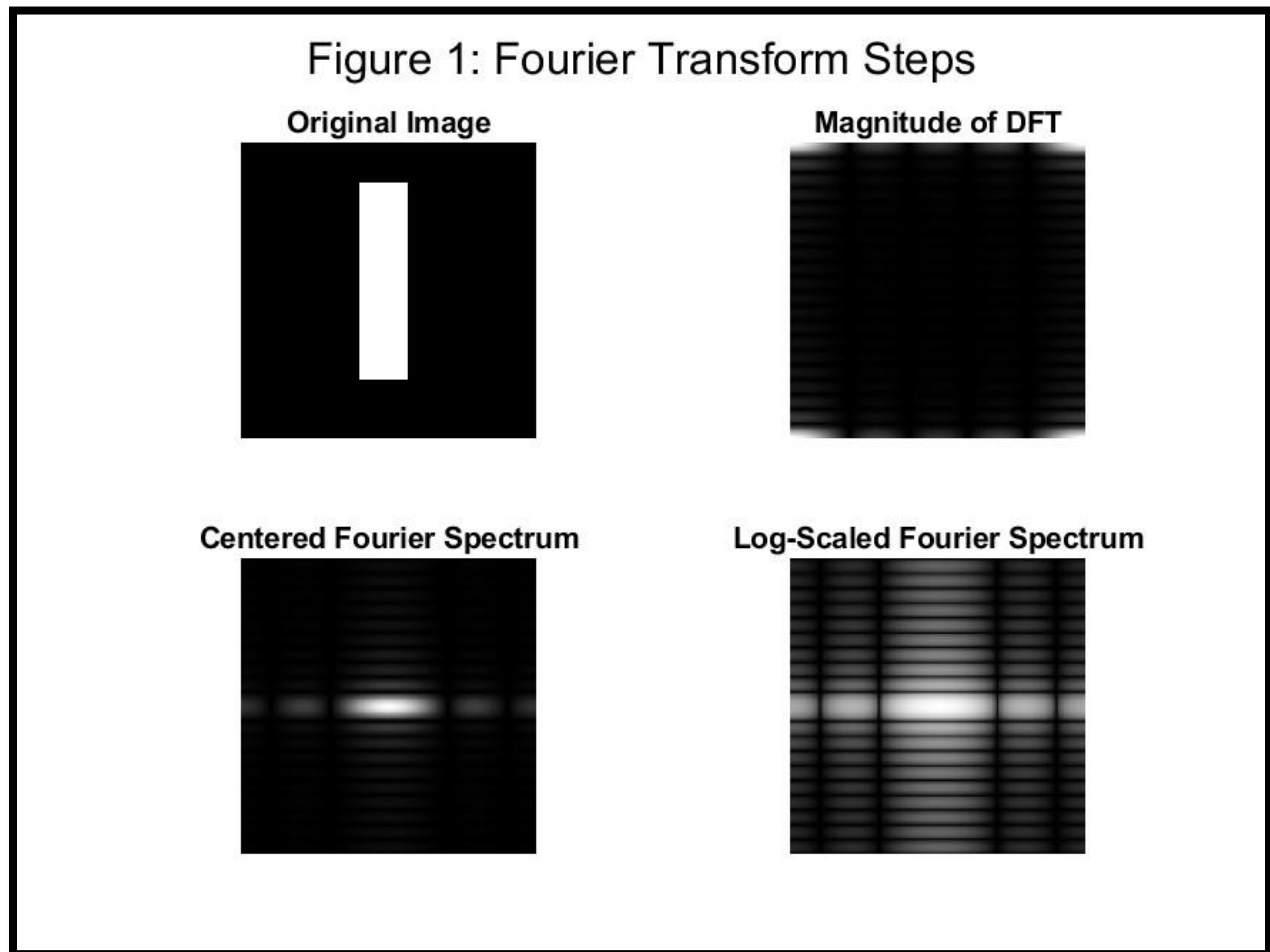 Figure 1: Fourier Transform Steps
Original Image
Magnitude of DFT
Centered Fourier Spectrum
Log-Scaled Fourier Spectrum